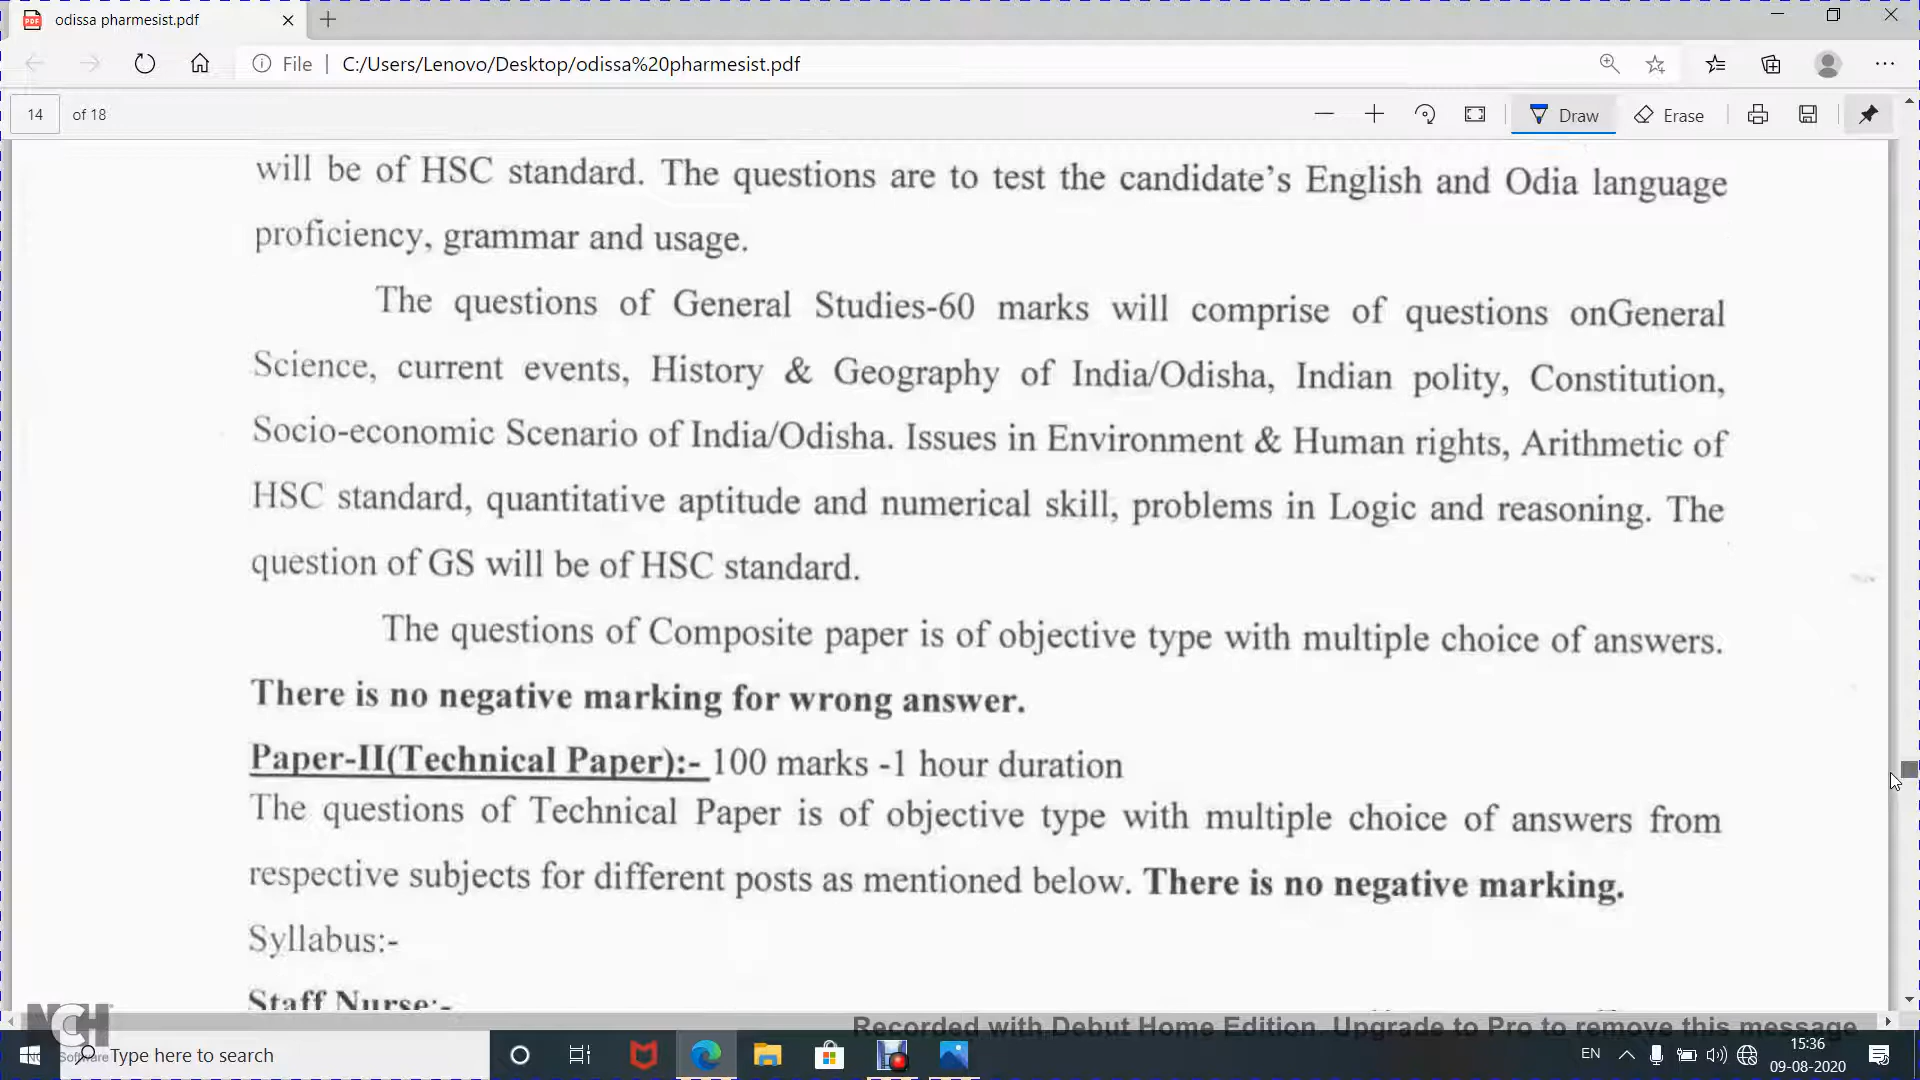 odissa pharmesist.pdf
File | C:/Users/Lenovo/Desktop/odissa%20pharmesist.pdf
14 of 18
Draw
Erase
will be of HSC standard. The questions are to test the candidate's English and Odia language
proficiency, grammar and usage.
The questions of General Studies-60 marks will comprise of questions onGeneral
Science, current events, History & Geography of India/Odisha, Indian polity, Constitution,
Socio-economic Scenario of India/Odisha. Issues in Environment & Human rights, Arithmetic of
HSC standard, quantitative aptitude and numerical skill, problems in Logic and reasoning. The
question of GS will be of HSC standard.
The questions of Composite paper is of objective type with multiple choice of answers.
There is no negative marking for wrong answer.
Paper-II(Technical Paper):- 100 marks -1 hour duration
The questions of Technical Paper is of objective type with multiple choice of answers from
respective subjects for different posts as mentioned below. There is no negative marking.
Syllabus:-
Staff Nurse:-
NCH
Recorded with Debut Home Edition. Upgrade to Pro to remove this message
NCH Software
Type here to search
EN
15:36
09-08-2020